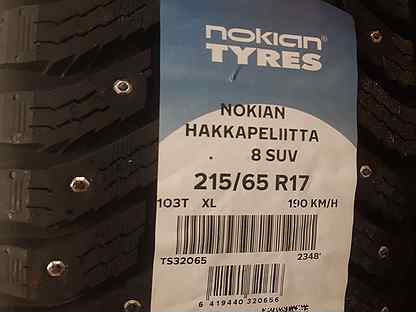 nokian®
TYRES
NOKIAN
HAKKAPELIITTA
8 SUV
215/65 R17
103T XL 190 KM/H
TS32065 2348
6 419440 320656